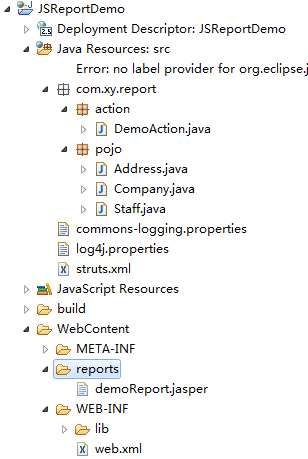 JSReportDemo
Deployment Descriptor: JSReportDemo
Java Resources: src
Error: no label provider for org.eclipse.j
com.xy.report
action
DemoAction.java
pojo
Address.java
Company.java
Staff.java
commons-logging.properties
log4j.properties
struts.xml
JavaScript Resources
build
WebContent
META-INF
reports
demoReport.jasper
WEB-INF
lib
web.xml